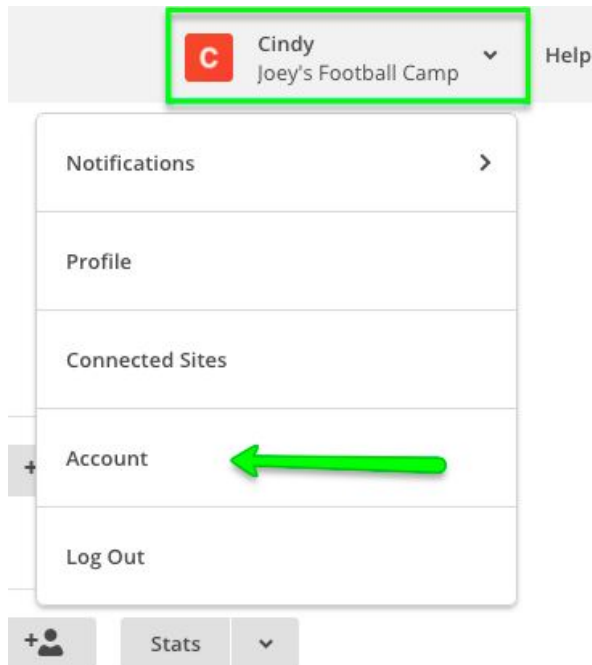 C
Cindy
Joey's Football Camp
Help
Notifications
Profile
Connected Sites
Account
Log Out
Stats